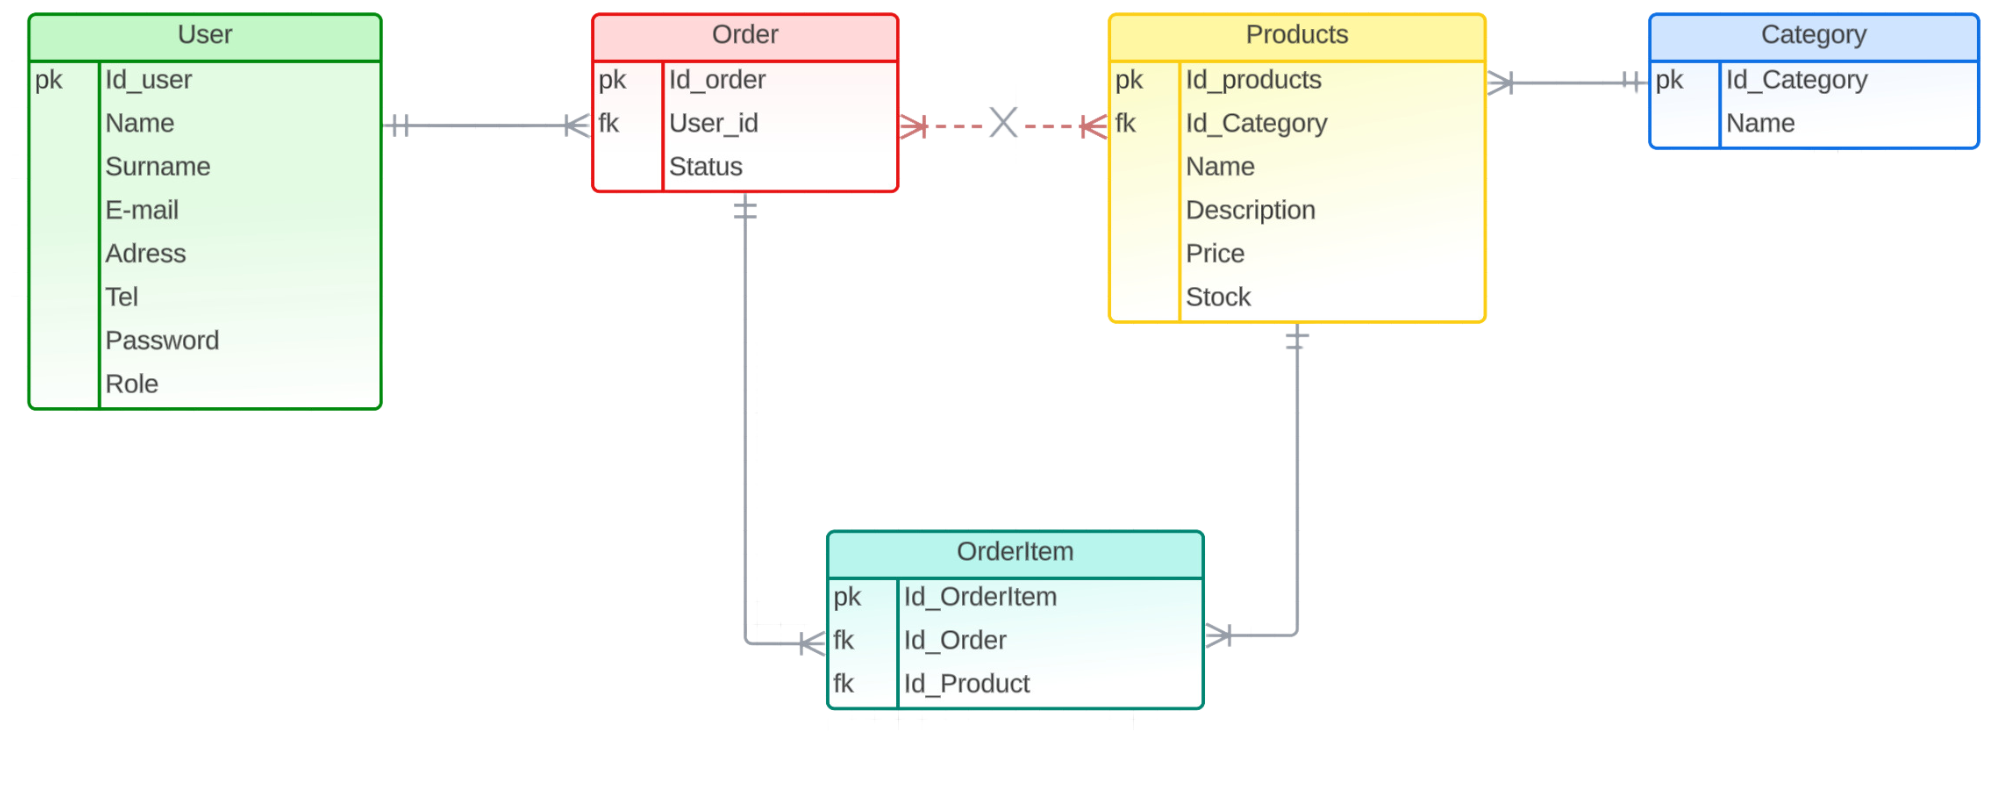 User
pk Id_user
Name
Surname
E-mail
Adress
Tel
Password
Role
Order
pk Id_order
fk User_id
Status
X
Products
pk Id_products
fk Id_Category
Name
Description
Price
Stock
Category
pk Id_Category
Name
OrderItem
pk Id_OrderItem
fk Id_Order
fk Id_Product